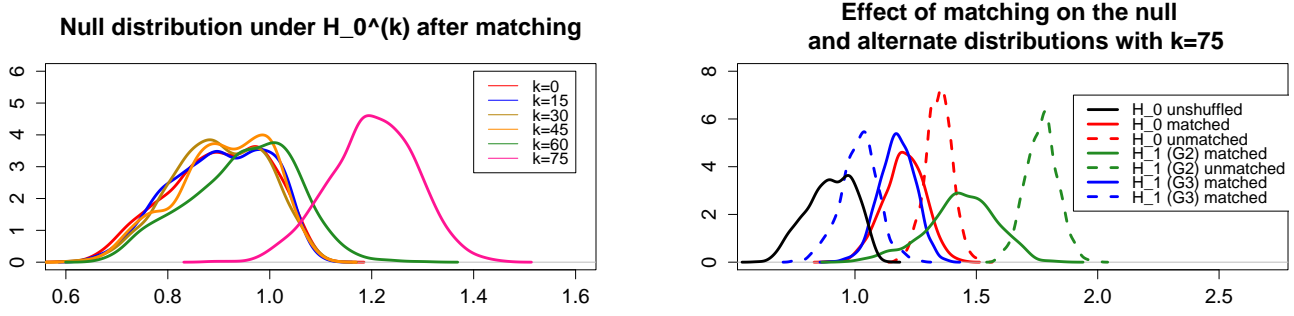 Null distribution under H_0^(k) after matching
6
5
4
3
2
1
0
k=0
k=15
k=30
k=45
k=60
k=75
0.6
0.8
1.0
1.2
1.4
1.6
Effect of matching on the null
and alternate distributions with k=75
8
6
4
2
0
H_0 unshuffled
H_0 matched
H_0 unmatched
H_1 (G2) matched
H_1 (G2) unmatched
H_1 (G3) matched
H_1 (G3) matched
1.0
1.5
2.0
2.5